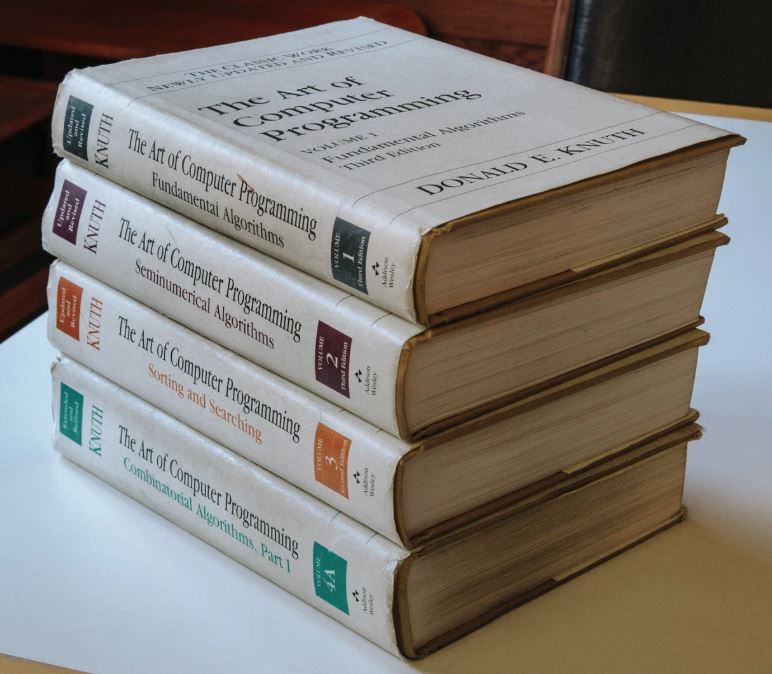 THE CLASSIC WORK
NEWLY UPDATED AND REVISED
The Art of
Computer
Programming
VOLUME 1
Fundamental Algorithms
Third Edition
DONALD E. KNUTH
Updated
and
Revised
KNUTH
The Art of Computer Programming
Fundamental Algorithms
VOLUME
1
Third Edition
Addison
Wesley
Updated
and
Revised
KNUTH
The Art of Computer Programming
Seminumerical Algorithms
VOLUME
2
Third Edition
Addison
Wesley
Updated
and
Revised
KNUTH
The Art of Computer Programming
Sorting and Searching
VOLUME
3
Second Edition
Addison
Wesley
Extended
and
Refined
KNUTH
The Art of Computer Programming
Combinatorial Algorithms, Part 1
VOLUME
4A
Addison
Wesley